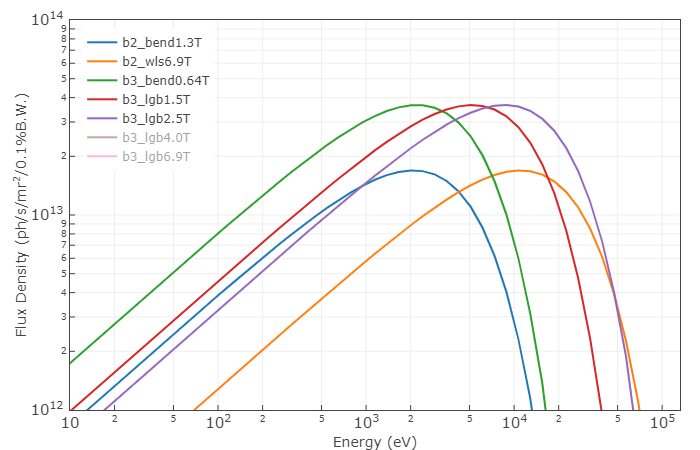 10^14
9
8
7
6
5
4
3
2
10^13
9
8
7
6
5
4
3
2
10^12
Flux Density (ph/s/mr²/0.1%B.W.)
b2_bend1.3T
b2_wls6.9T
b3_bend0.64T
b3_lgb1.5T
b3_lgb2.5T
b3_lgb4.0T
b3_lgb6.9T
10 2 5 10^2 2 5 10^3 2 5 10^4 2 5 10^5
Energy (eV)